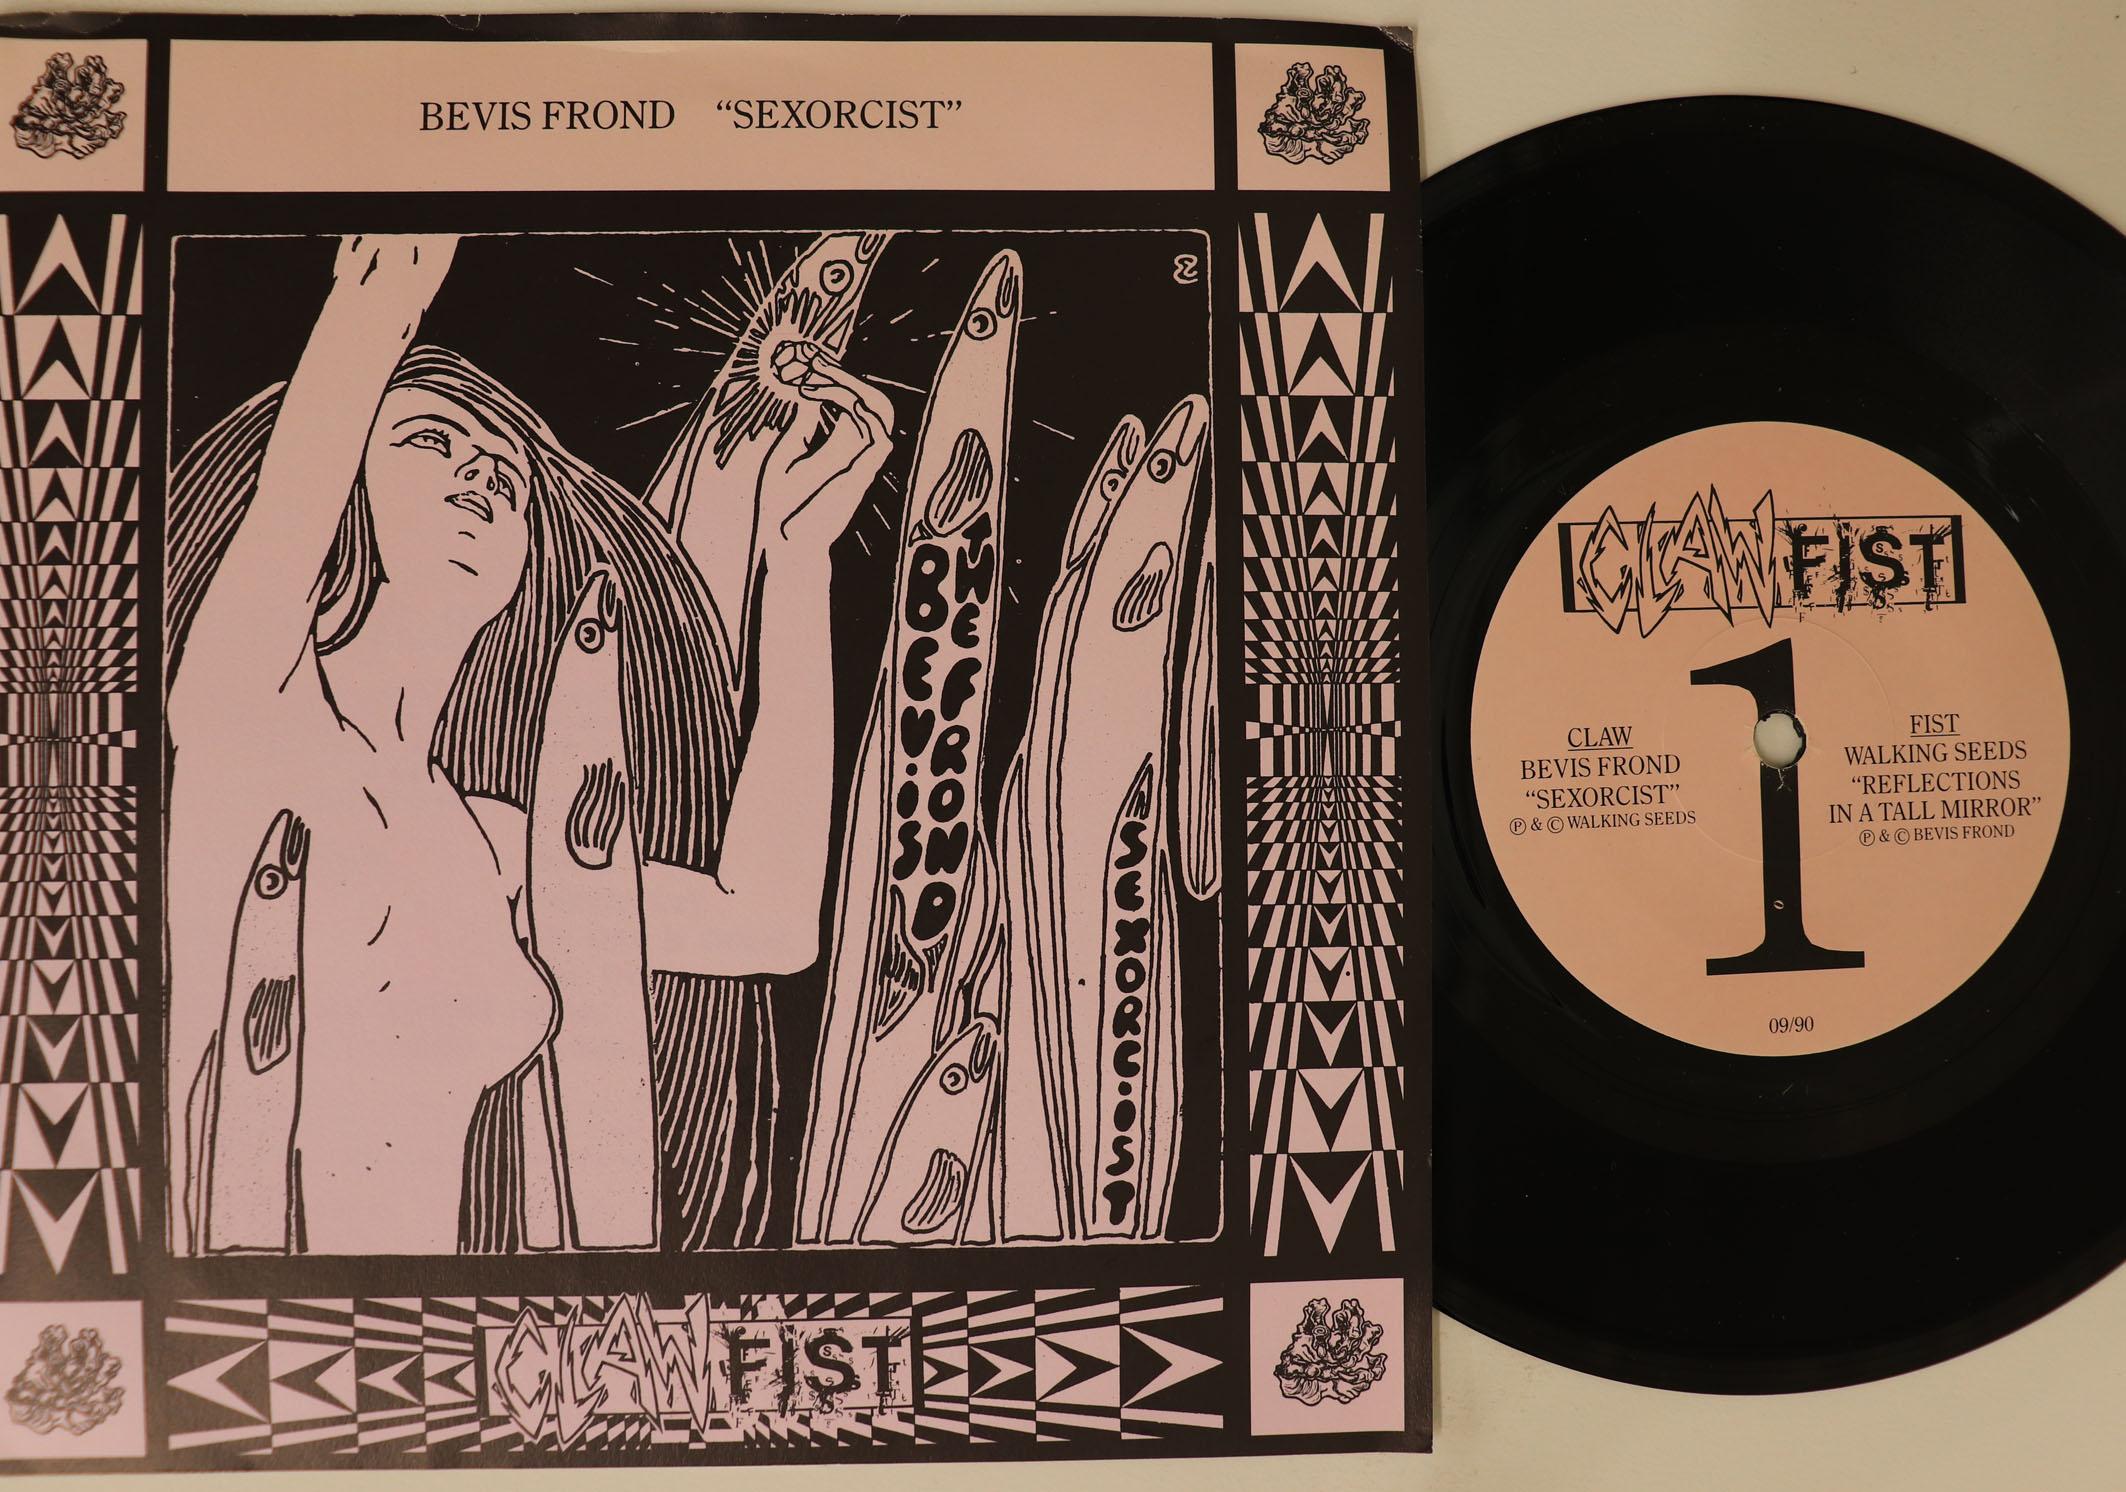 BEVIS FROND “SEXORCIST”
THE
BEVIS
FROND
IN
SEXORCIST
CLAW FIST
CLAW FIST
1
CLAW
BEVIS FROND
“SEXORCIST”
℗ & © WALKING SEEDS
FIST
WALKING SEEDS
“REFLECTIONS
IN A TALL MIRROR”
℗ & © BEVIS FROND
09/90